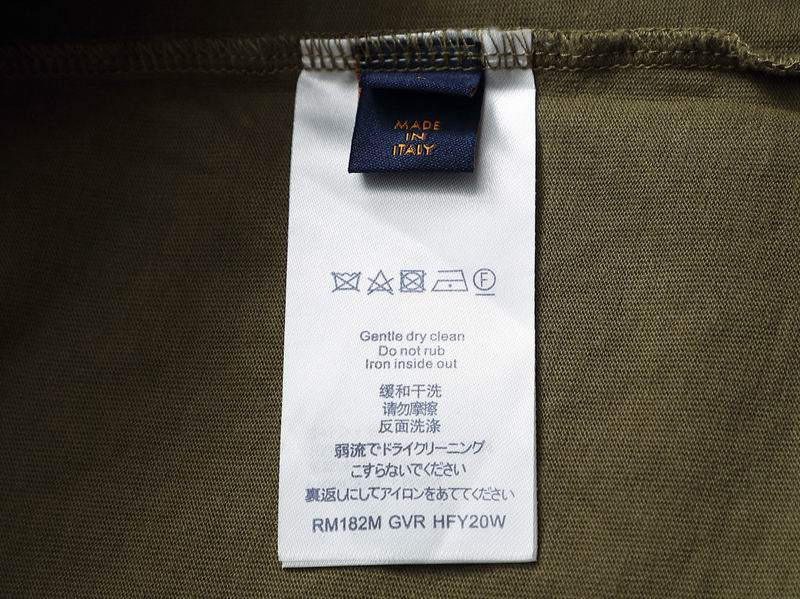 MADE
IN
ITALY
F
Gentle dry clean
Do not rub
Iron inside out
缓和干洗
请勿摩擦
反面洗涤
弱流でドライクリーニング
こすらないでください
裏返しにしてアイロンをあててください
RM182M GVR HFY20W